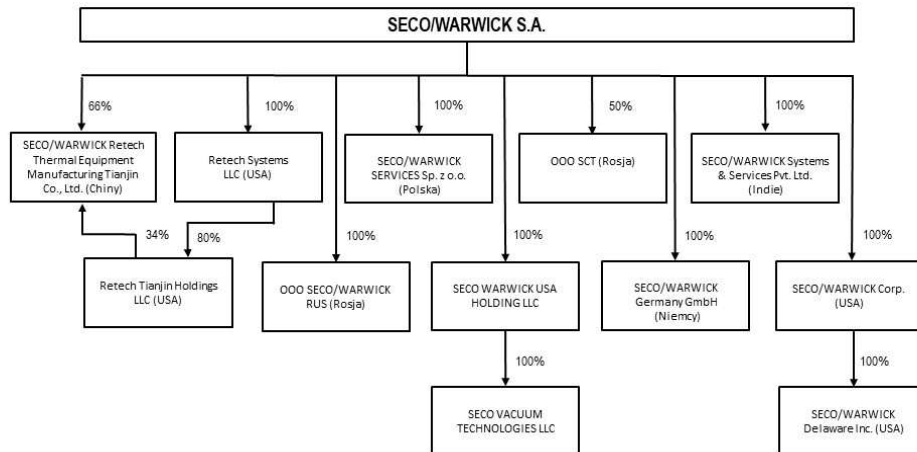 SECO/WARWICK S.A.
66%
100%
100%
50%
100%
SECO/WARWICK Retech
Thermal Equipment
Manufacturing Tianjin
Co., Ltd. (Chiny)
Retech Systems
LLC (USA)
SECO/WARWICK
SERVICES Sp. z o.o.
(Polska)
OOO SCT (Rosja)
SECO/WARWICK Systems
& Services Pvt. Ltd.
(Indie)
34%
80%
100%
100%
100%
100%
Retech Tianjin Holdings
LLC (USA)
OOO SECO/WARWICK
RUS (Rosja)
SECO WARWICK USA
HOLDING LLC
SECO/WARWICK
Germany GmbH
(Niemcy)
SECO/WARWICK Corp.
(USA)
100%
100%
SECO VACUUM
TECHNOLOGIES LLC
SECO/WARWICK
Delaware Inc. (USA)